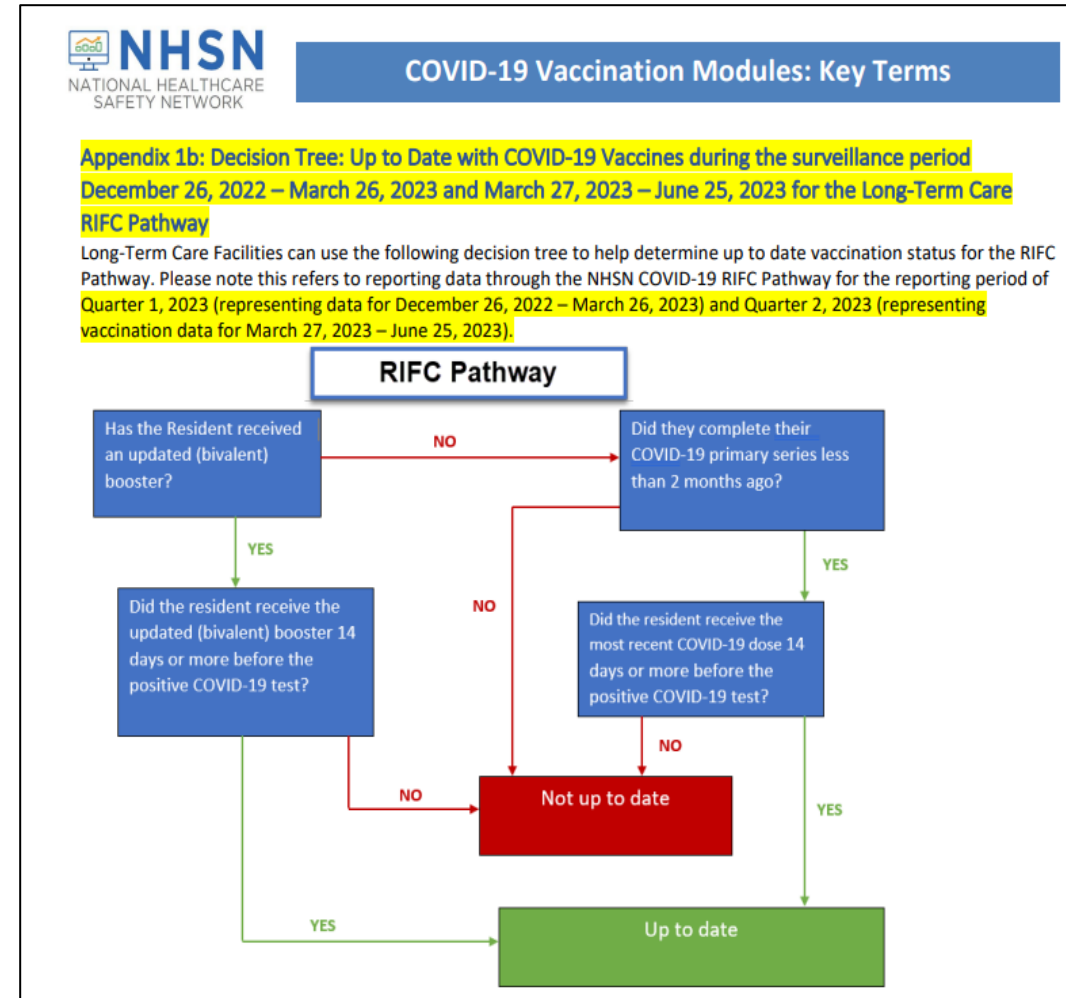 NHSN
NATIONAL HEALTHCARE
SAFETY NETWORK
COVID-19 Vaccination Modules: Key Terms
Appendix 1b: Decision Tree: Up to Date with COVID-19 Vaccines during the surveillance period
December 26, 2022 – March 26, 2023 and March 27, 2023 – June 25, 2023 for the Long-Term Care
RIFC Pathway
Long-Term Care Facilities can use the following decision tree to help determine up to date vaccination status for the RIFC
Pathway. Please note this refers to reporting data through the NHSN COVID-19 RIFC Pathway for the reporting period of
Quarter 1, 2023 (representing data for December 26, 2022 – March 26, 2023) and Quarter 2, 2023 (representing
vaccination data for March 27, 2023 – June 25, 2023).
RIFC Pathway
Has the Resident received
an updated (bivalent)
booster?
NO
Did they complete their
COVID-19 primary series less
than 2 months ago?
YES
NO
YES
Did the resident receive the
updated (bivalent) booster 14
days or more before the
positive COVID-19 test?
Did the resident receive the
most recent COVID-19 dose 14
days or more before the
positive COVID-19 test?
NO
NO
Not up to date
YES
YES
Up to date